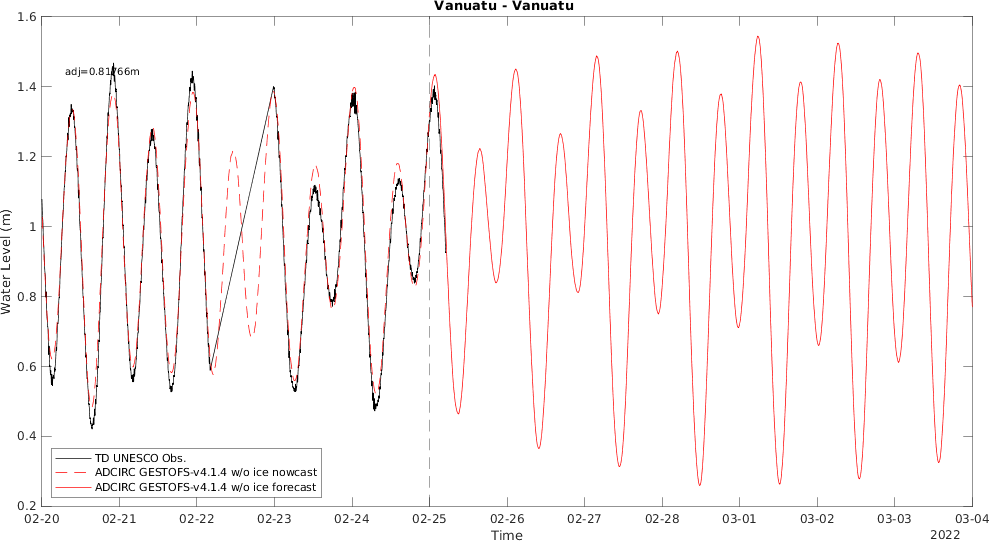 Vanuatu - Vanuatu
1.6
1.4
1.2
1
0.8
0.6
0.4
0.2
Water Level (m)
adj=0.81766m
TD UNESCO Obs.
ADCIRC GESTOFS-v4.1.4 w/o ice nowcast
ADCIRC GESTOFS-v4.1.4 w/o ice forecast
02-20 02-21 02-22 02-23 02-24 02-25 02-26 02-27 02-28 03-01 03-02 03-03 03-04
Time
2022